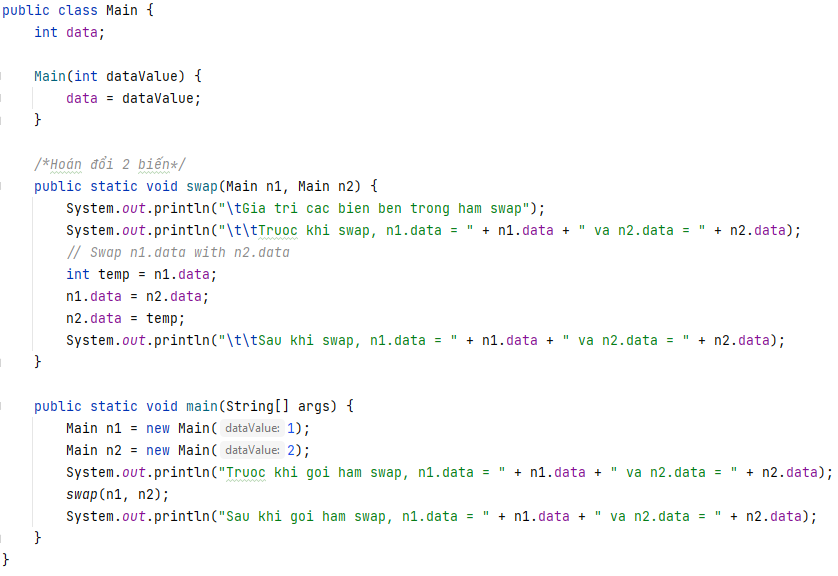 public class Main {
    int data;

    Main(int dataValue) {
        data = dataValue;
    }

    /*Hoán đổi 2 biến*/
    public static void swap(Main n1, Main n2) {
        System.out.println("\tGia tri cac bien ben trong ham swap");
        System.out.println("\t\tTruoc khi swap, n1.data = " + n1.data + " va n2.data = " + n2.data);
        // Swap n1.data with n2.data
        int temp = n1.data;
        n1.data = n2.data;
        n2.data = temp;
        System.out.println("\t\tSau khi swap, n1.data = " + n1.data + " va n2.data = " + n2.data);
    }

    public static void main(String[] args) {
        Main n1 = new Main( dataValue: 1);
        Main n2 = new Main( dataValue: 2);
        System.out.println("Truoc khi goi ham swap, n1.data = " + n1.data + " va n2.data = " + n2.data);
        swap(n1, n2);
        System.out.println("Sau khi goi ham swap, n1.data = " + n1.data + " va n2.data = " + n2.data);
    }
}